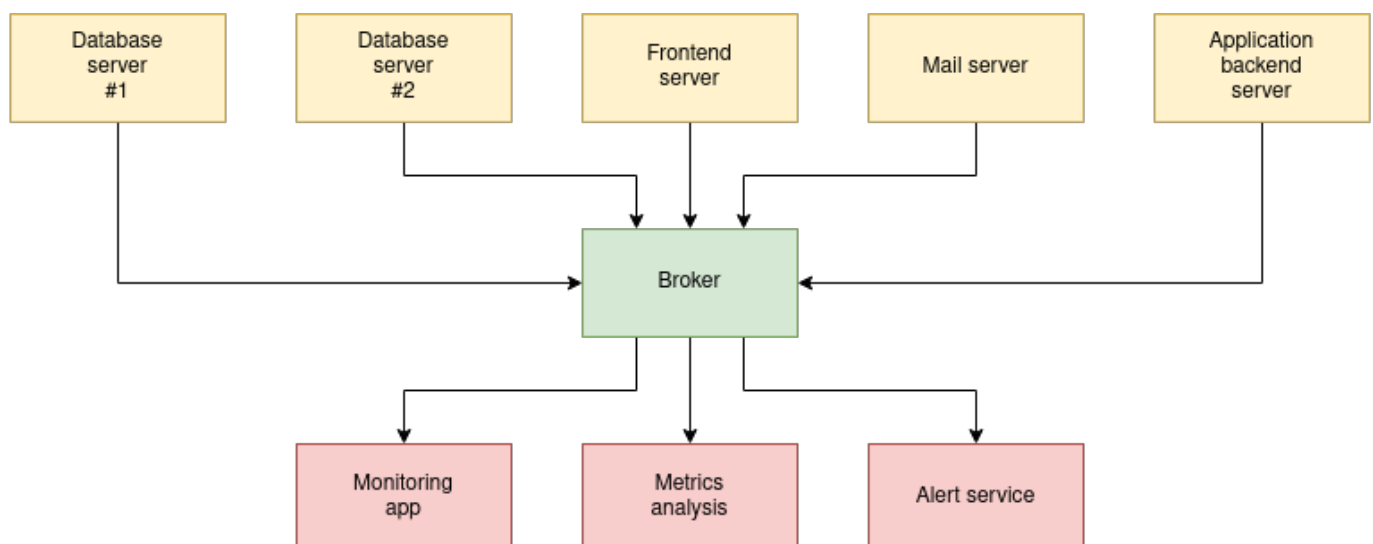 Database
server
#1
Database
server
#2
Frontend
server
Mail server
Application
backend
server
Broker
Monitoring
app
Metrics
analysis
Alert service